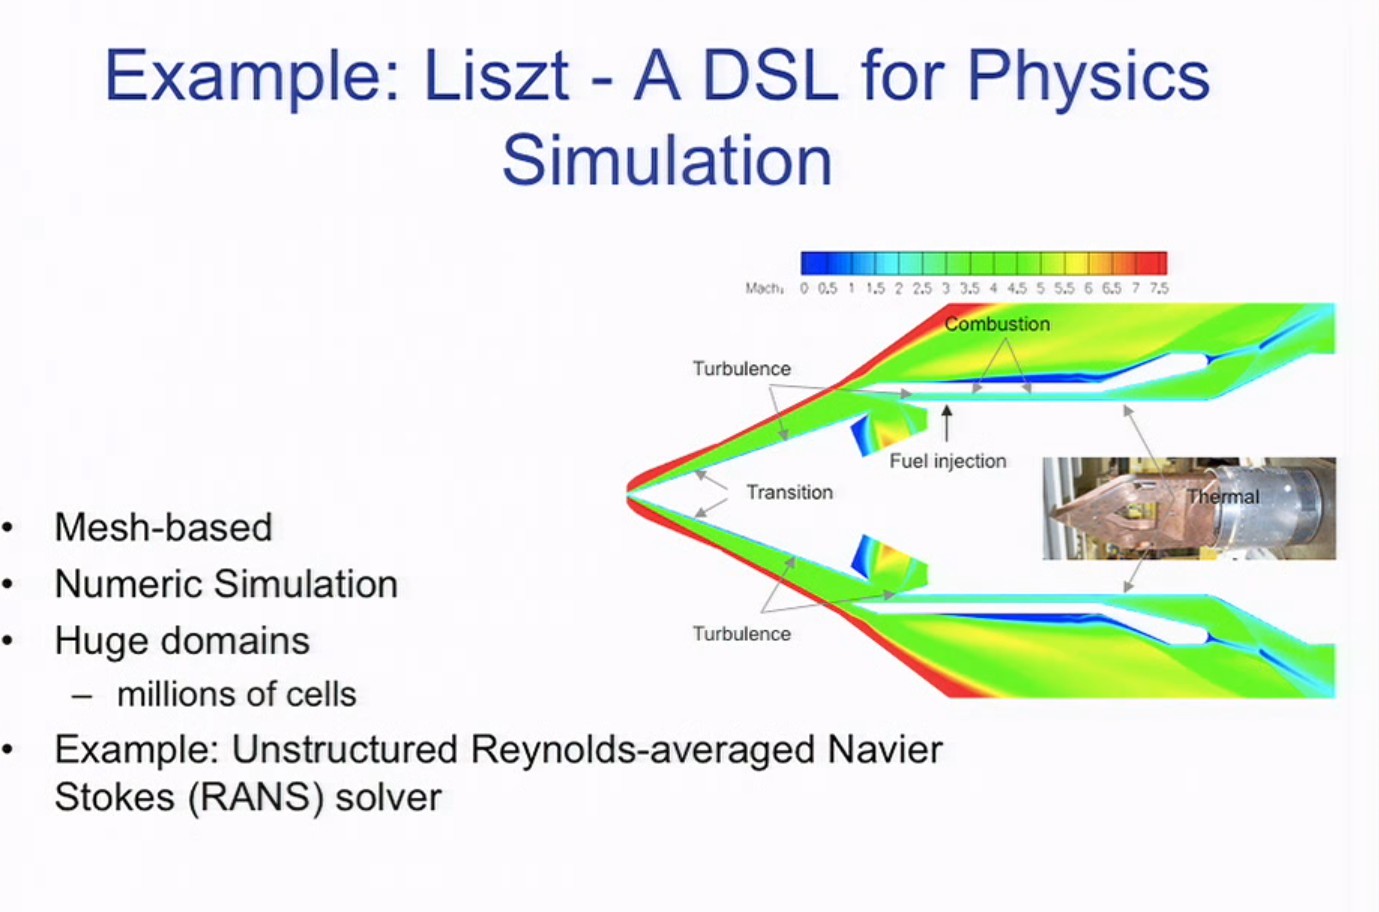 Example: Liszt - A DSL for Physics
Simulation
Mach: 0 0.5 1 1.5 2 2.5 3 3.5 4 4.5 5 5.5 6 6.5 7 7.5
Combustion
Turbulence
Fuel injection
Transition
Thermal
Turbulence
• Mesh-based
• Numeric Simulation
• Huge domains
– millions of cells
• Example: Unstructured Reynolds-averaged Navier
Stokes (RANS) solver